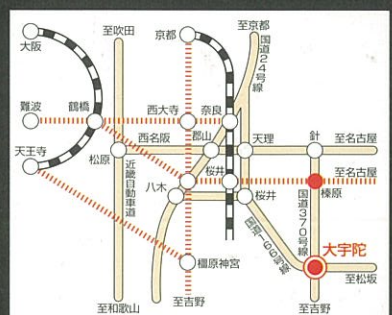 大阪
至吹田
京都
至京都
国道24号線
難波
鶴橋
西大寺
奈良
天王寺
松原
西名阪
郡山
天理
針
至名古屋
近畿自動車道
八木
桜井
桜井
榛原
至名古屋
国道370号線
国道166号線
大宇陀
橿原神宮
至松坂
至和歌山
至吉野
至吉野